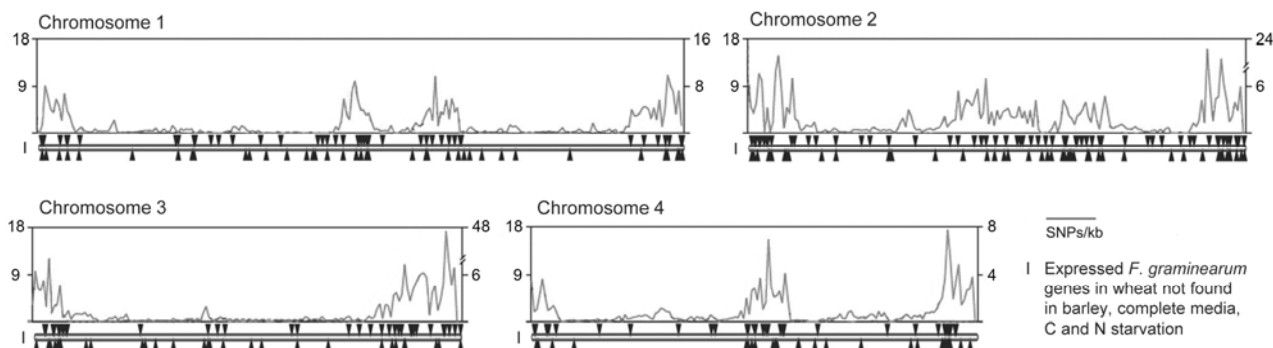 Chromosome 1
18
9
16
8
I
Chromosome 2
18
9
24
6
I
Chromosome 3
18
9
48
6
I
Chromosome 4
18
9
8
4
I
SNPs/kb
I Expressed F. graminearum
genes in wheat not found
in barley, complete media,
C and N starvation